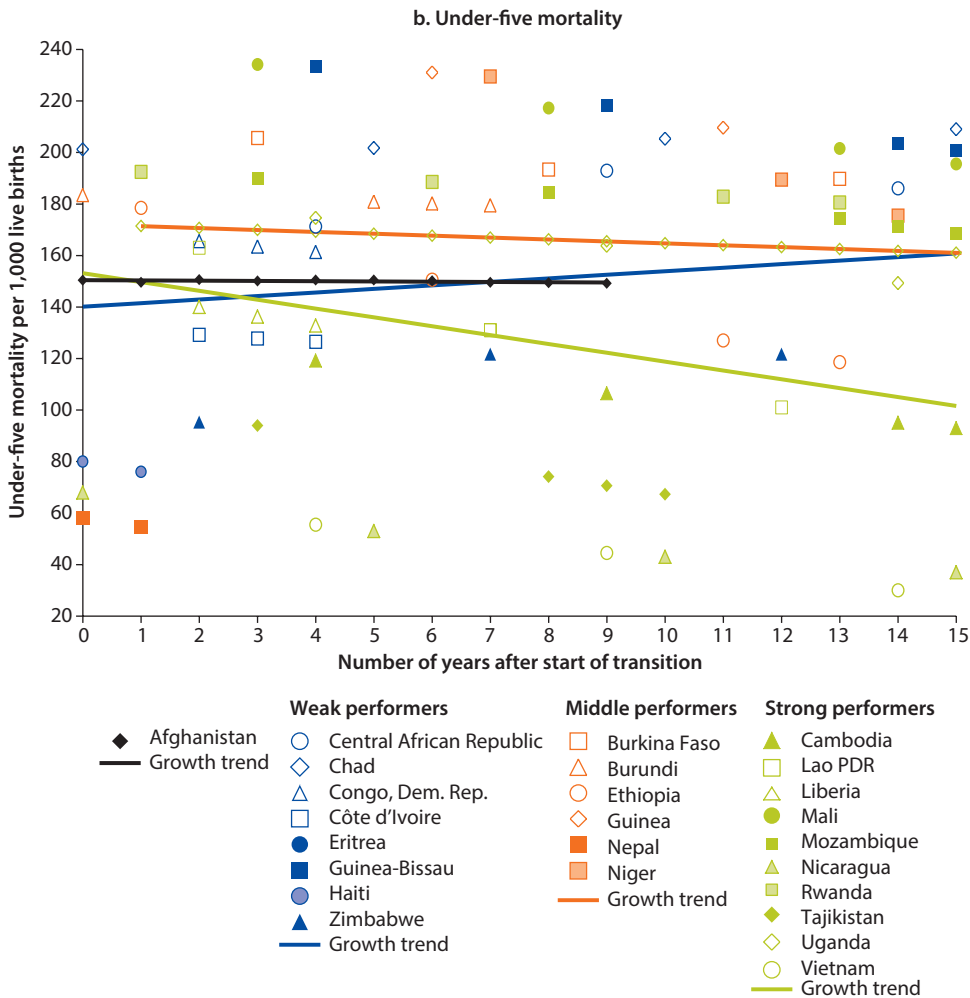 b. Under-five mortality
Under-five mortality per 1,000 live births
240
220
200
180
160
140
120
100
80
60
40
20
0 1 2 3 4 5 6 7 8 9 10 11 12 13 14 15
Number of years after start of transition
Afghanistan
Growth trend
Weak performers
Central African Republic
Chad
Congo, Dem. Rep.
Côte d'Ivoire
Eritrea
Guinea-Bissau
Haiti
Zimbabwe
Growth trend
Middle performers
Burkina Faso
Burundi
Ethiopia
Guinea
Nepal
Niger
Growth trend
Strong performers
Cambodia
Lao PDR
Liberia
Mali
Mozambique
Nicaragua
Rwanda
Tajikistan
Uganda
Vietnam
Growth trend